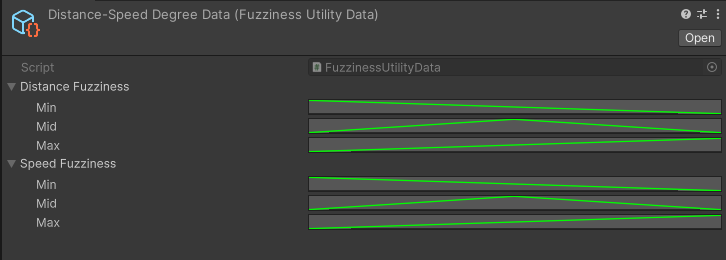 Distance-Speed Degree Data (Fuzziness Utility Data)
Open
Script
FuzzinessUtilityData
Distance Fuzziness
Min
Mid
Max
Speed Fuzziness
Min
Mid
Max